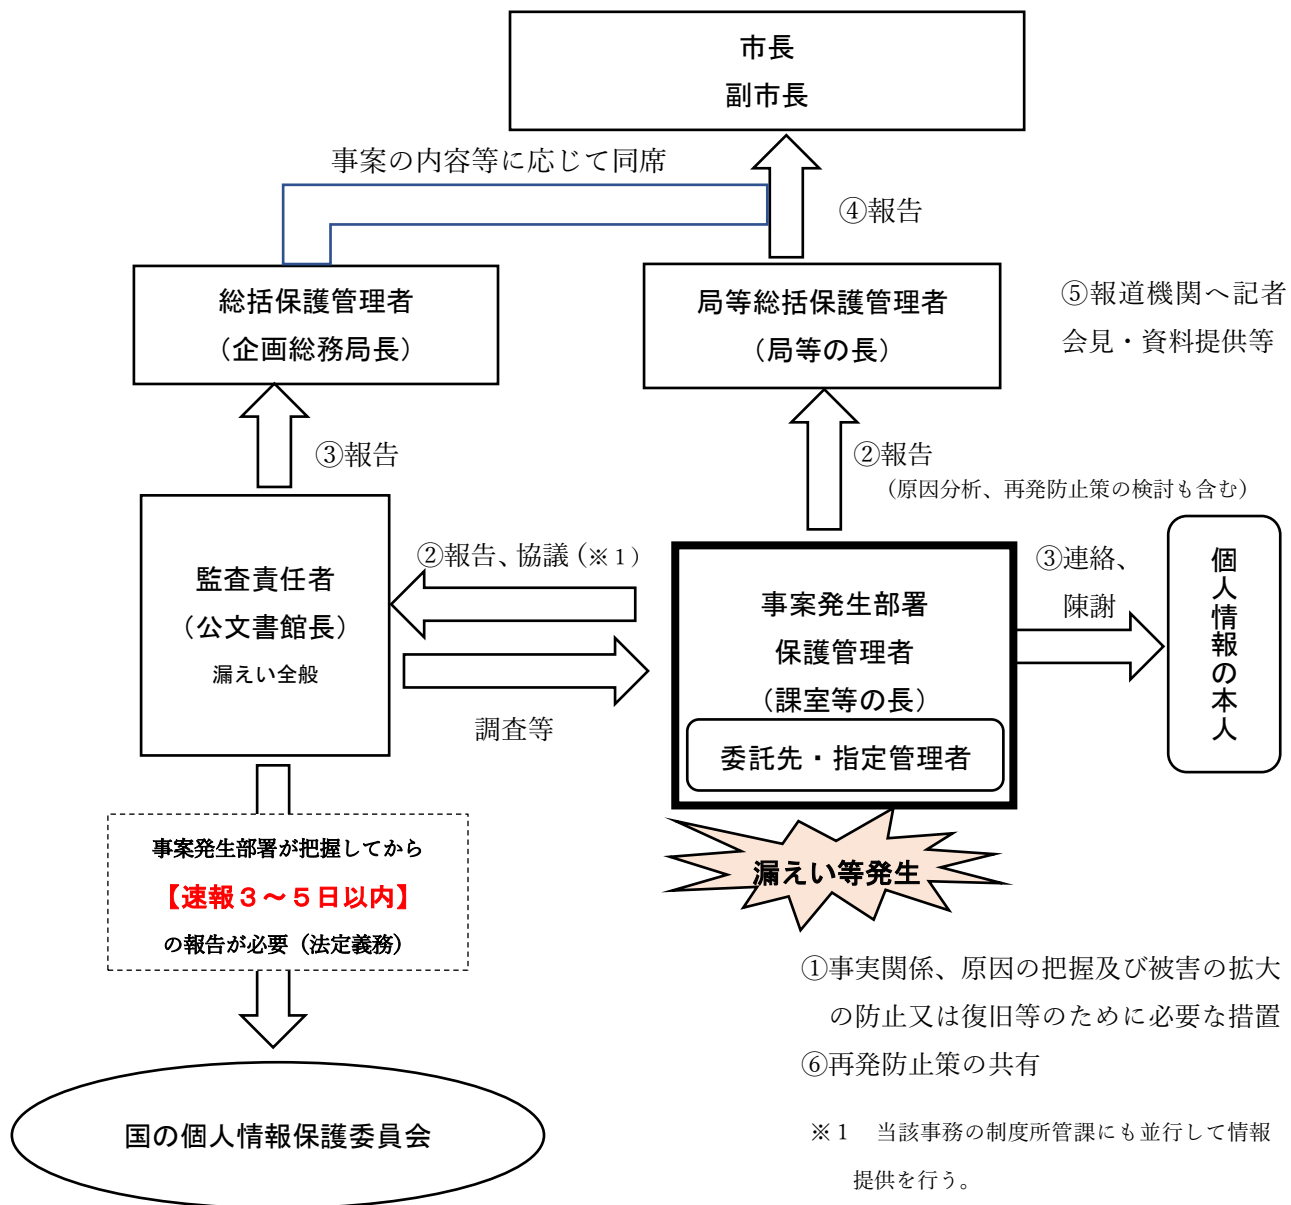 市長
副市長
事案の内容等に応じて同席
④報告
総括保護管理者
（企画総務局長）
局等総括保護管理者
（局等の長）
⑤報道機関へ記者
会見・資料提供等
③報告
②報告
（原因分析、再発防止策の検討も含む）
監査責任者
（公文書館長）
漏えい全般
②報告、協議（※１）
調査等
事案発生部署
保護管理者
（課室等の長）
委託先・指定管理者
③連絡、
陳謝
個人情報の本人
漏えい等発生
事案発生部署が把握してから
【速報３～５日以内】
の報告が必要（法定義務）
①事実関係、原因の把握及び被害の拡大
の防止又は復旧等のために必要な措置
⑥再発防止策の共有
国の個人情報保護委員会
※１　当該事務の制度所管課にも並行して情報
提供を行う。